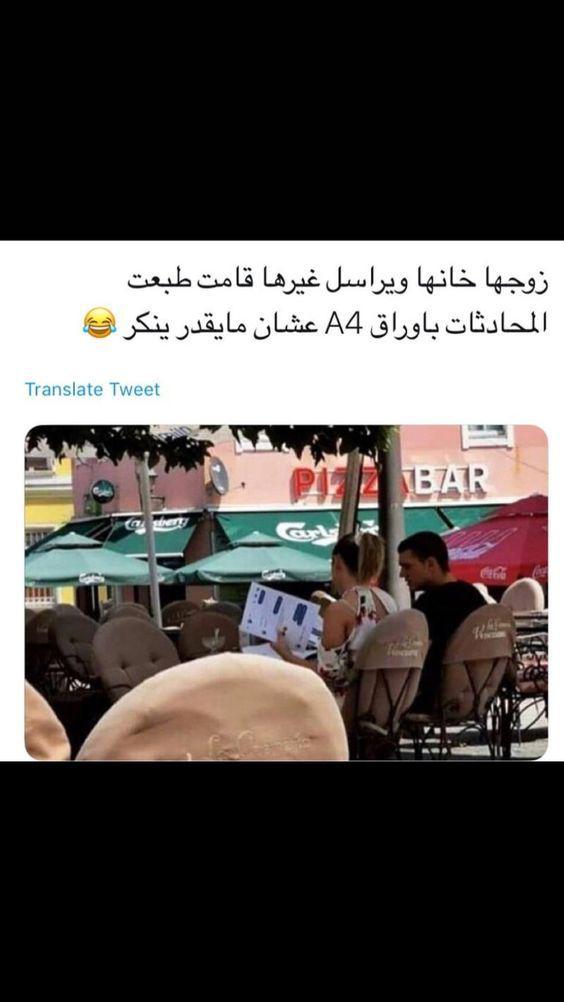 زوجها خانها ويراسل غيرها قامت طبعت
المحادثات باوراق A4 عشان مايقدر ينكر 😂
Translate Tweet
PIZZA BAR
Carlsberg
Coca-Cola